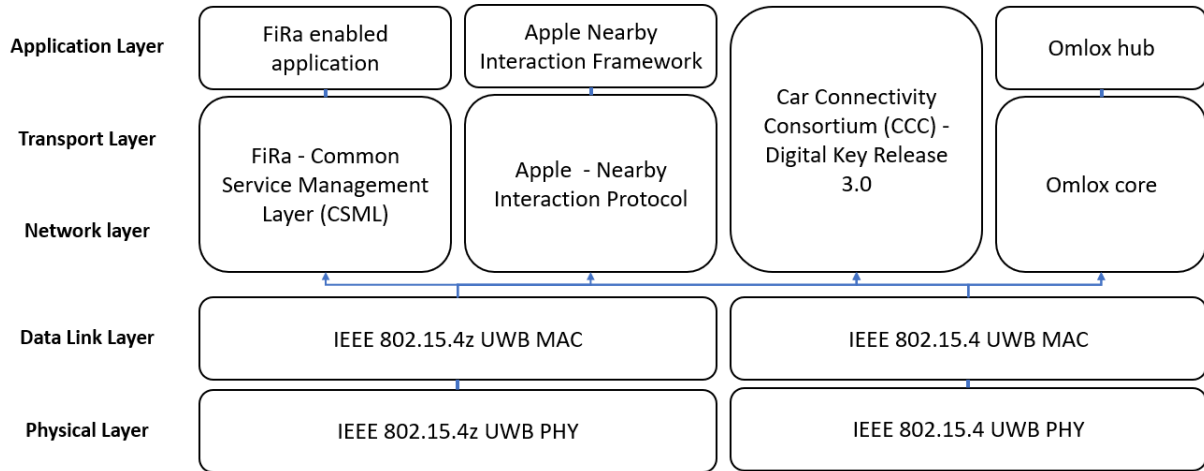 Application Layer
FiRa enabled
application
Apple Nearby
Interaction Framework
Car Connectivity
Consortium (CCC) -
Digital Key Release
3.0
Omlox hub
Transport Layer
FiRa - Common
Service Management
Layer (CSML)
Apple - Nearby
Interaction Protocol
Omlox core
Network layer
Data Link Layer
IEEE 802.15.4z UWB MAC
IEEE 802.15.4 UWB MAC
Physical Layer
IEEE 802.15.4z UWB PHY
IEEE 802.15.4 UWB PHY